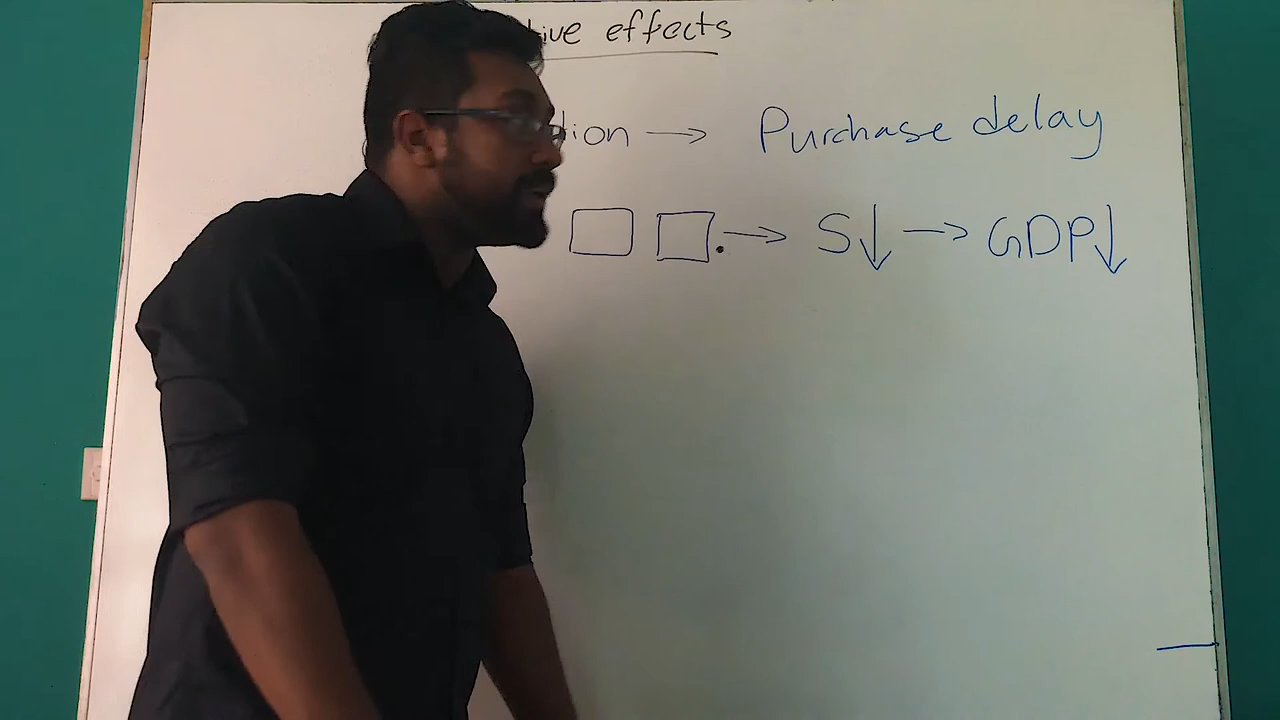 effects
→ Purchase delay
→ S↓ → GDP↓